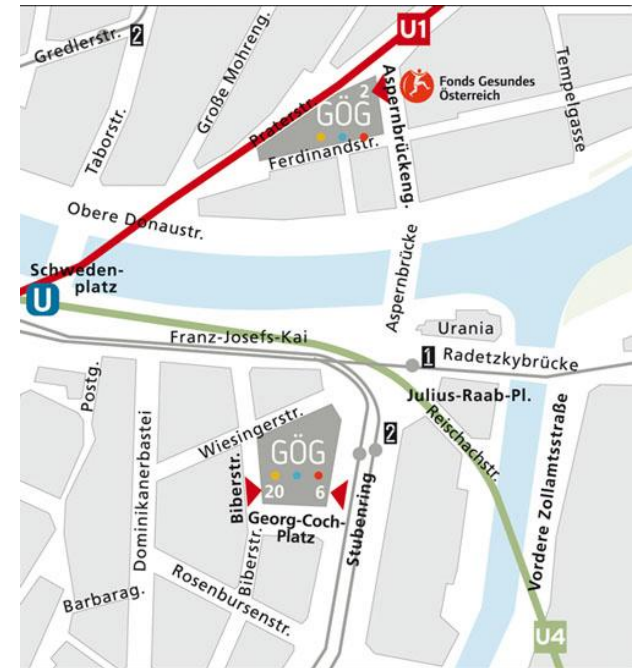 Gredlerstr.
2
Große Mohreng.
U1
Taborstr.
Praterstr.
2
GÖG
Aspernbrückeng.
Fonds Gesundes
Österreich
Tempelgasse
Ferdinandstr.
Obere Donaustr.
Schweden-
platz
U
Aspernbrücke
Franz-Josefs-Kai
Urania
1
Radetzkybrücke
Postg.
Julius-Raab-Pl.
Wiesingerstr.
2
Reischachstr.
GÖG
20
6
Dominikanerbastei
Biberstr.
Georg-Coch-
Platz
Stubenring
Vordere Zollamtsstraße
Biberstr.
Rosenbursenstr.
Barbarag.
U4